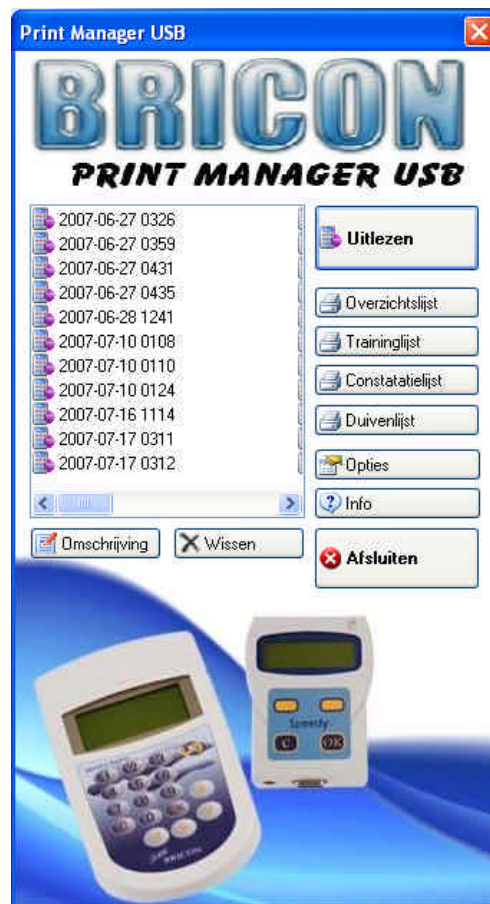 Print Manager USB
BRICON
PRINT MANAGER USB
2007-06-27 0326
2007-06-27 0359
2007-06-27 0431
2007-06-27 0435
2007-06-28 1241
2007-07-10 0108
2007-07-10 0110
2007-07-10 0124
2007-07-16 1114
2007-07-17 0311
2007-07-17 0312
Uitlezen
Overzichtslijst
Traininglijst
Constatatielijst
Duivenlijst
Opties
Info
Omschrijving
Wissen
Afsluiten
Speedy
C
OK
BRICON